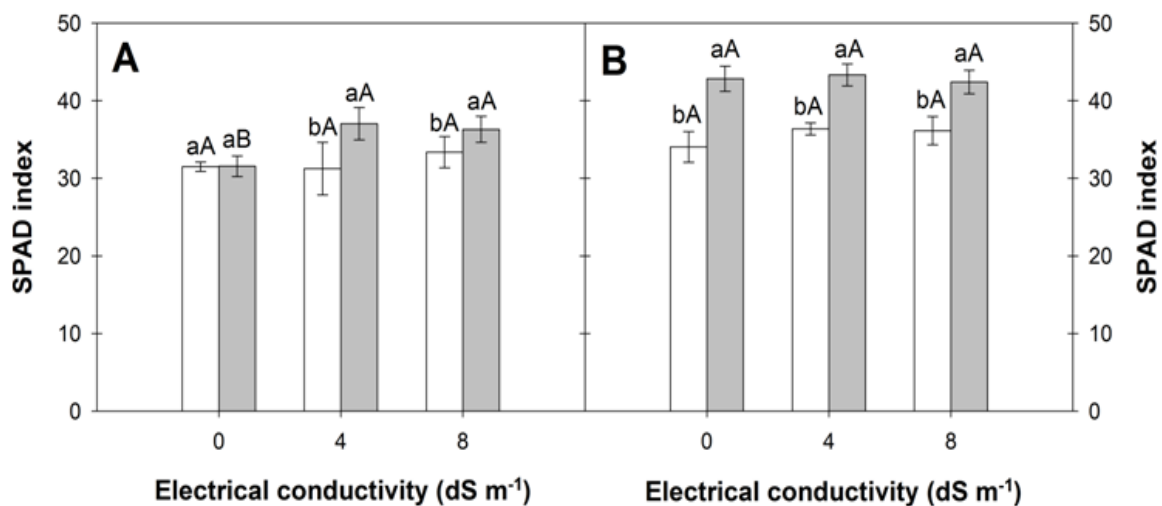 A
B
SPAD index
50
40
30
20
10
0
aA aB bA aA bA aA
bA aA bA aA bA aA
50
40
30
20
10
0
SPAD index
0 4 8
0 4 8
Electrical conductivity (dS m⁻¹)
Electrical conductivity (dS m⁻¹)